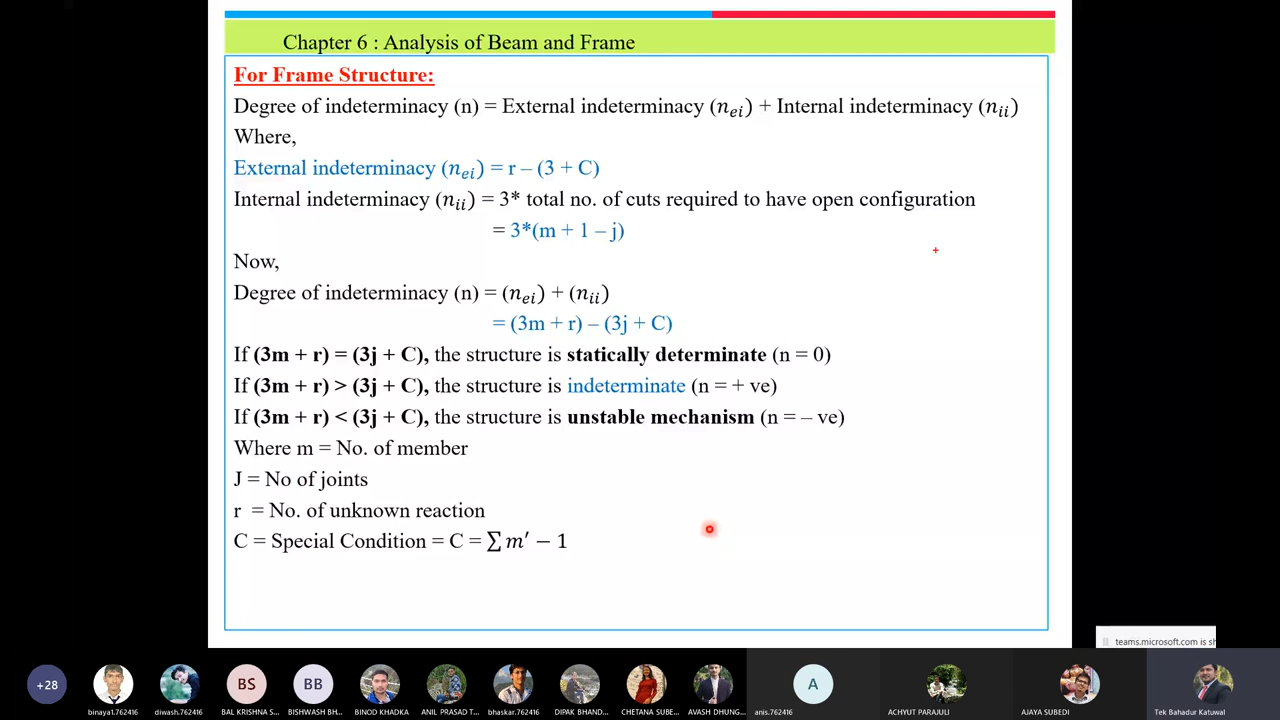 Chapter 6 : Analysis of Beam and Frame
For Frame Structure:
Degree of indeterminacy (n) = External indeterminacy (nₑᵢ) + Internal indeterminacy (nᵢᵢ)
Where,
External indeterminacy (nₑᵢ) = r – (3 + C)
Internal indeterminacy (nᵢᵢ) = 3* total no. of cuts required to have open configuration
= 3*(m + 1 – j)
Now,
Degree of indeterminacy (n) = (nₑᵢ) + (nᵢᵢ)
= (3m + r) – (3j + C)
If (3m + r) = (3j + C), the structure is statically determinate (n = 0)
If (3m + r) > (3j + C), the structure is indeterminate (n = + ve)
If (3m + r) < (3j + C), the structure is unstable mechanism (n = – ve)
Where m = No. of member
J = No of joints
r = No. of unknown reaction
C = Special Condition = C = ∑ m′ − 1
teams.microsoft.com is sh
+28 BS BB A
binaya1.762416 diwash.762416 BAL KRISHNA S... BISHWASH BH... BINOD KHADKA ANIL PRASAD T... bhaskar.762416 DIPAK BHAND... CHETANA SUBE... AVASH DHUNG... anis.762416 ACHYUT PARAJULI AJAYA SUBEDI Tek Bahadur Katuwal